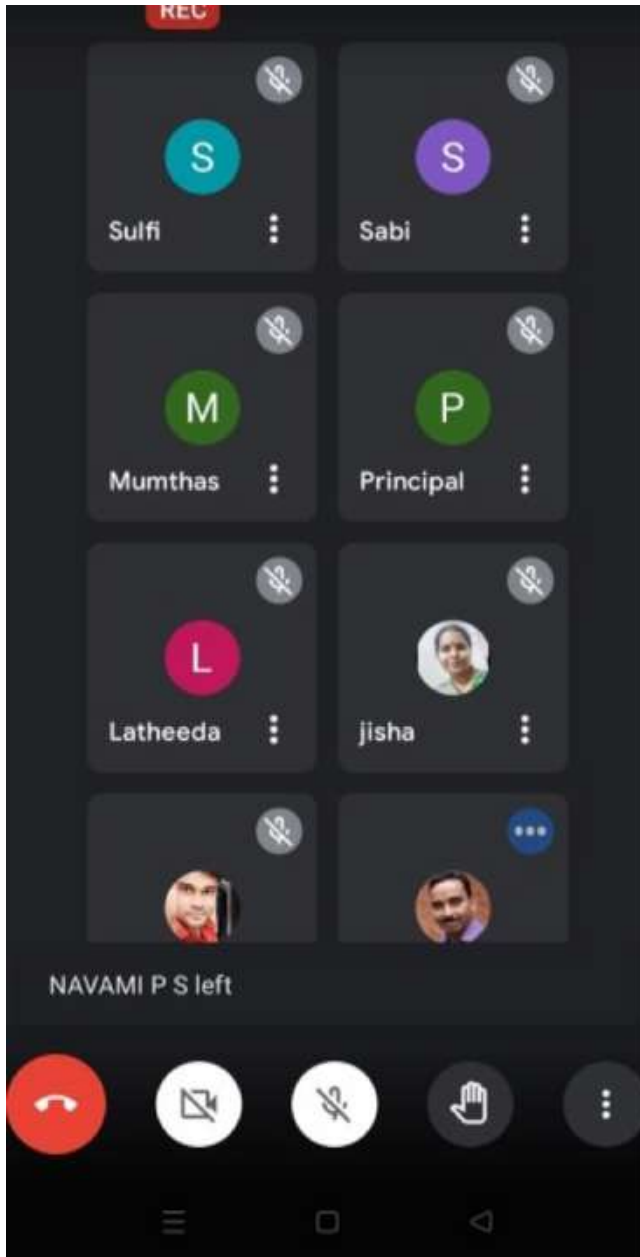 REC
S S
Sulfi Sabi
M P
Mumthas Principal
L
Latheeda jisha
NAVAMI P S left